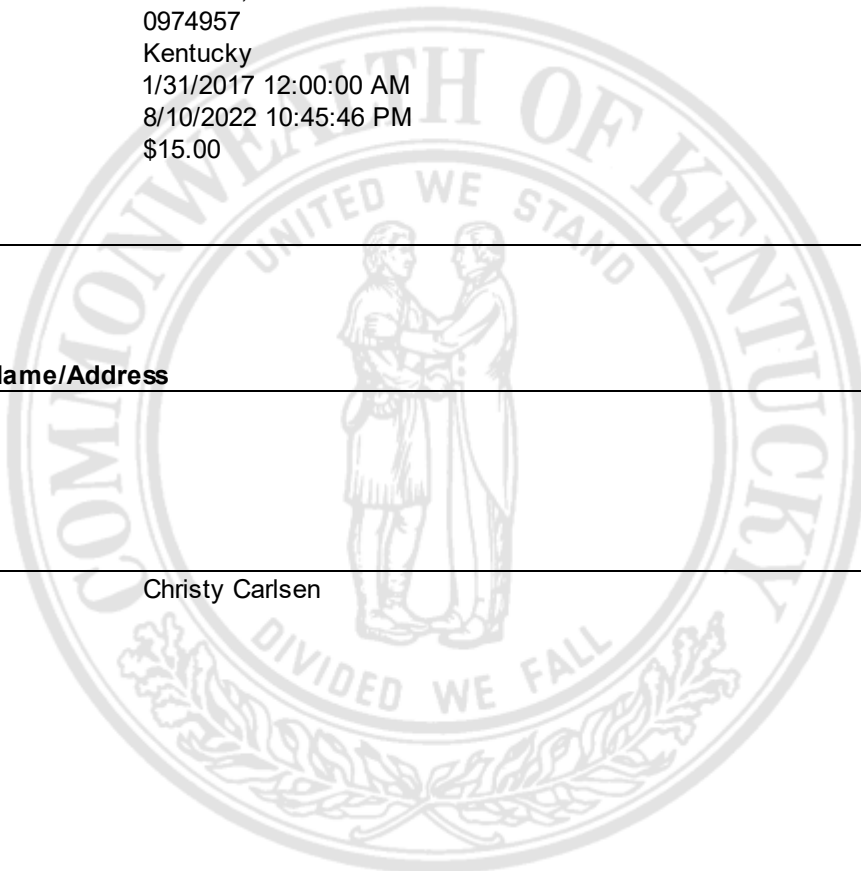 0974957
Kentucky
1/31/2017 12:00:00 AM
8/10/2022 10:45:46 PM
$15.00
COMMONWEALTH OF KENTUCKY
UNITED WE STAND
ame/Address
Christy Carlsen
DIVIDED WE FALL